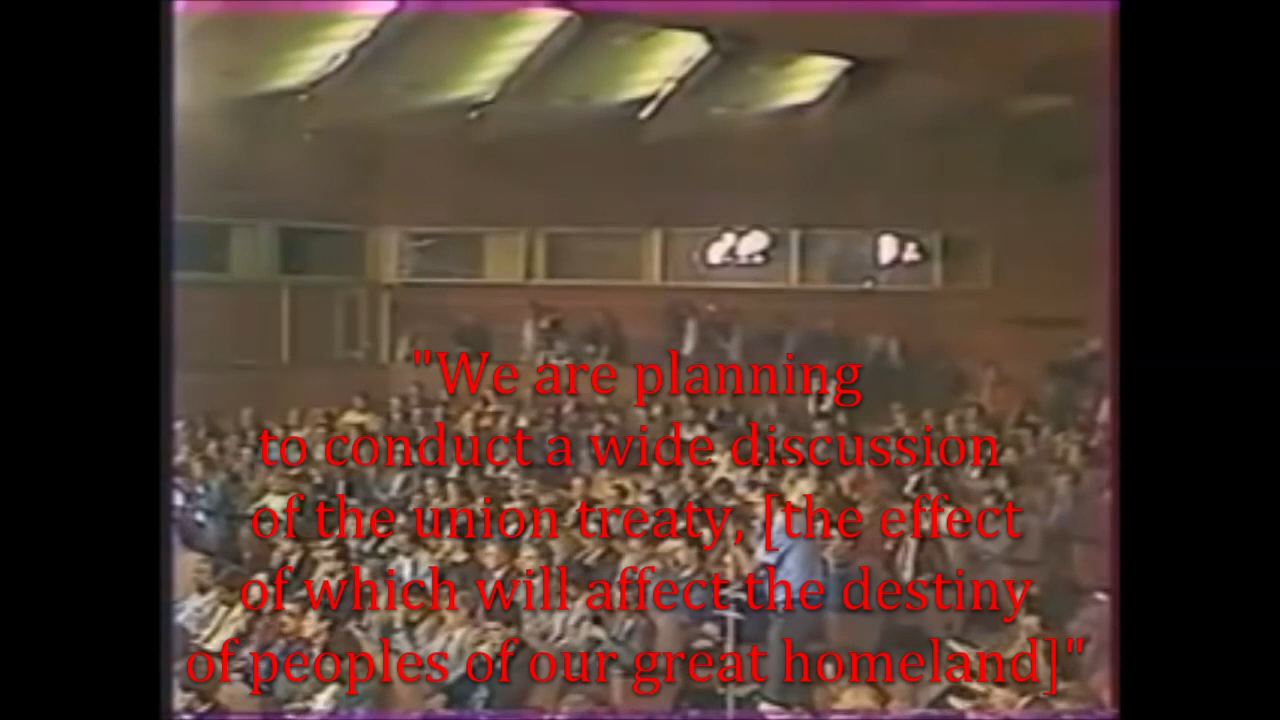 "We are planning
to conduct a wide discussion
of the union treaty, [the effect
of which will affect the destiny
of peoples of our great homeland]"